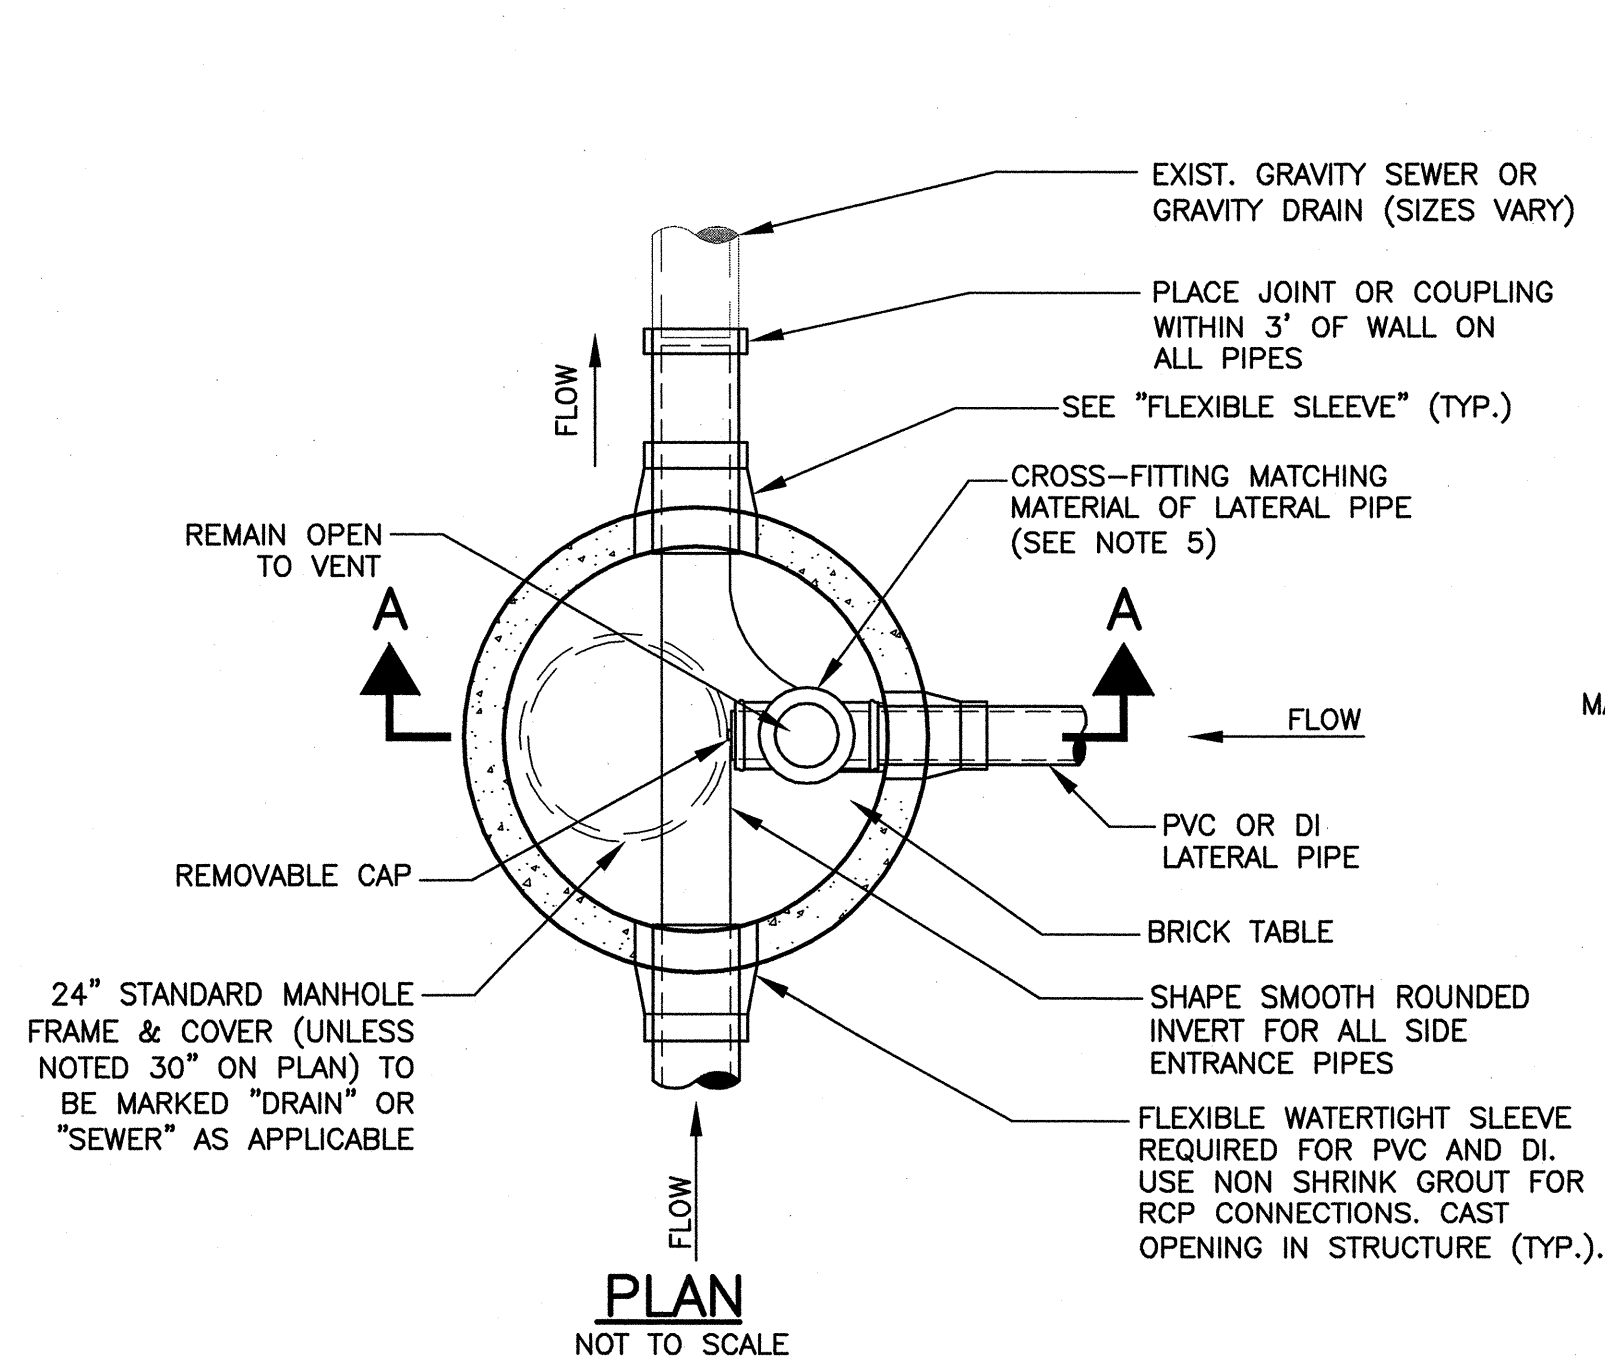 EXIST. GRAVITY SEWER OR
GRAVITY DRAIN (SIZES VARY)
PLACE JOINT OR COUPLING
WITHIN 3' OF WALL ON
ALL PIPES
SEE "FLEXIBLE SLEEVE" (TYP.)
CROSS-FITTING MATCHING
MATERIAL OF LATERAL PIPE
(SEE NOTE 5)
FLOW
REMAIN OPEN
TO VENT
A
A
FLOW
PVC OR DI
LATERAL PIPE
REMOVABLE CAP
BRICK TABLE
24" STANDARD MANHOLE
FRAME & COVER (UNLESS
NOTED 30" ON PLAN) TO
BE MARKED "DRAIN" OR
"SEWER" AS APPLICABLE
SHAPE SMOOTH ROUNDED
INVERT FOR ALL SIDE
ENTRANCE PIPES
FLEXIBLE WATERTIGHT SLEEVE
REQUIRED FOR PVC AND DI.
USE NON SHRINK GROUT FOR
RCP CONNECTIONS. CAST
OPENING IN STRUCTURE (TYP.).
FLOW
PLAN
NOT TO SCALE